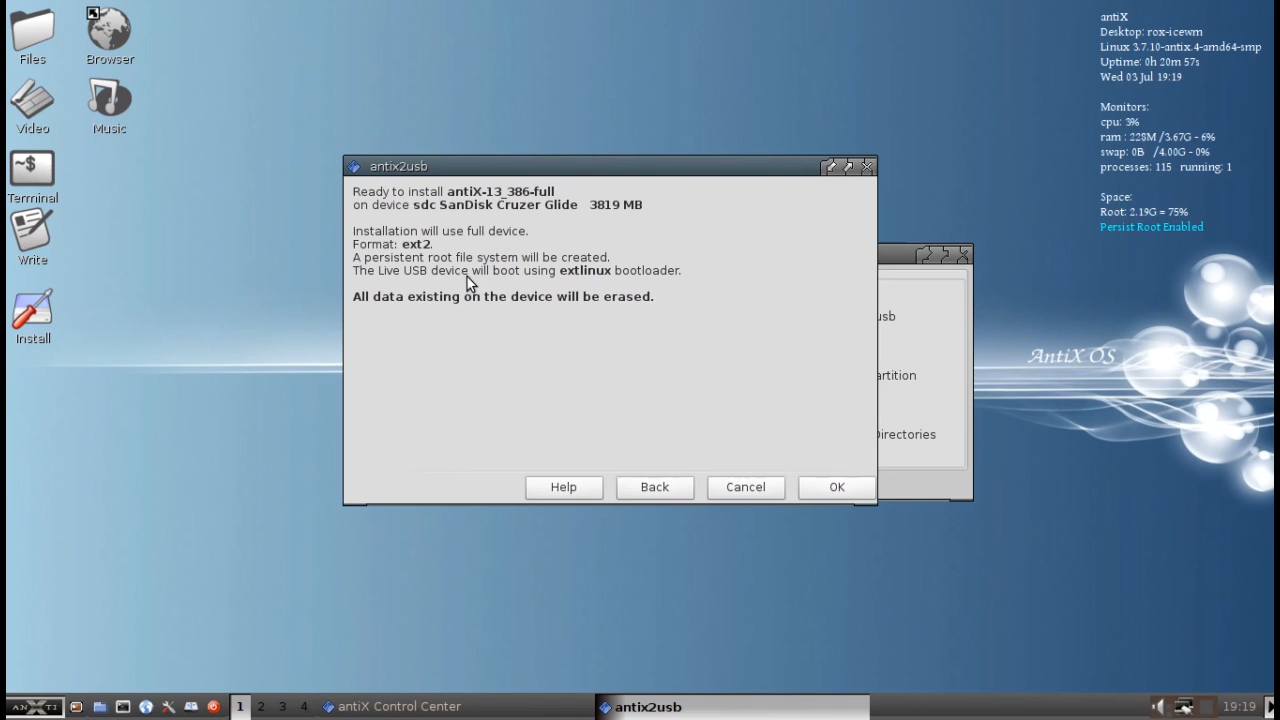 Files
Browser
Video
Music
~$
Terminal
Write
Install
antiX
Desktop: rox-icewm
Linux 3.7.10-antix.4-amd64-smp
Uptime: 0h 20m 57s
Wed 03 Jul 19:19
Monitors:
cpu: 3%
ram : 228M /3.67G - 6%
swap: 0B /4.00G - 0%
processes: 115 running: 1
Space:
Root: 2.19G = 75%
Persist Root Enabled
antix2usb
Ready to install antiX-13_386-full
on device sdc SanDisk Cruzer Glide 3819 MB
Installation will use full device.
Format: ext2.
A persistent root file system will be created.
The Live USB device will boot using extlinux bootloader.
All data existing on the device will be erased.
Help Back Cancel OK
usb
artition
Directories
AntiX OS
ANTI
1 2 3 4 antiX Control Center antix2usb 19:19